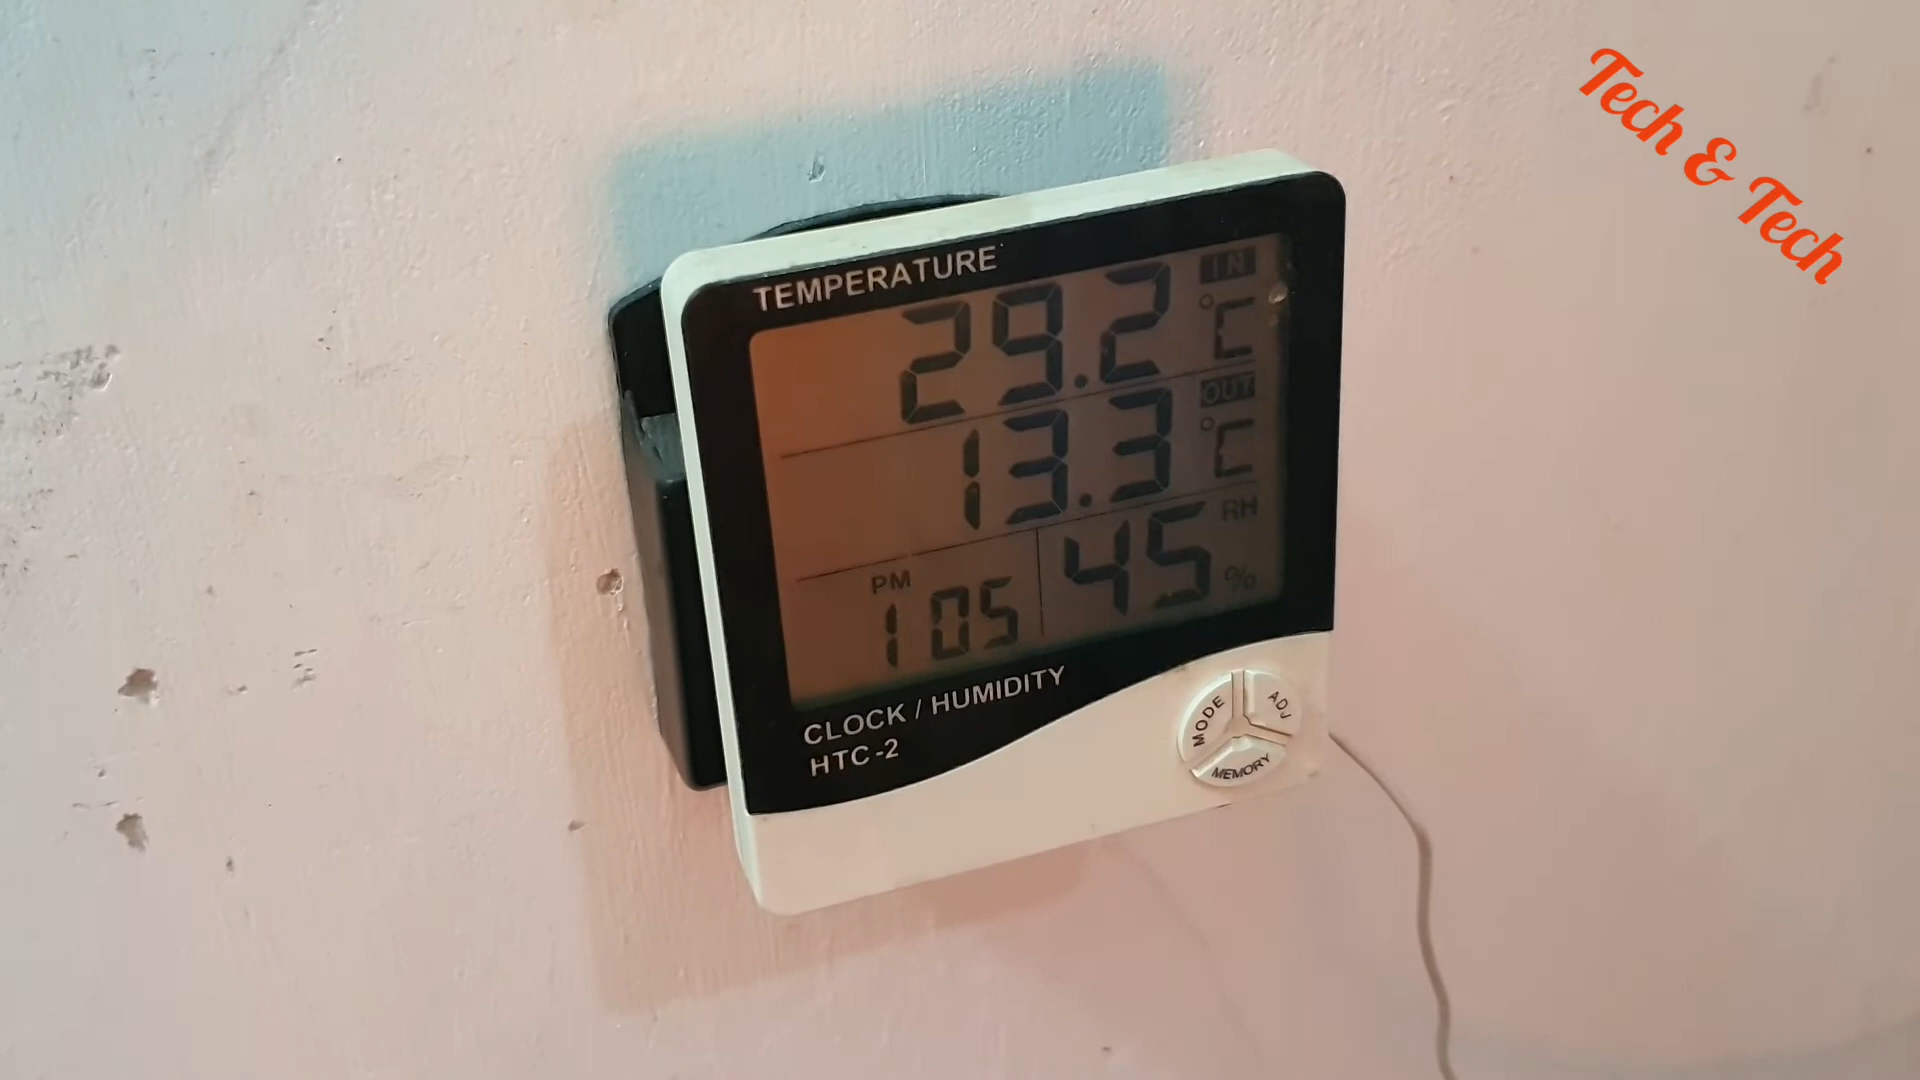 Tech & Tech
TEMPERATURE
IN
29.2 °C
OUT
13.3 °C
RH
PM
1 05
45 %
CLOCK / HUMIDITY
HTC-2
MODE
ADJ
MEMORY